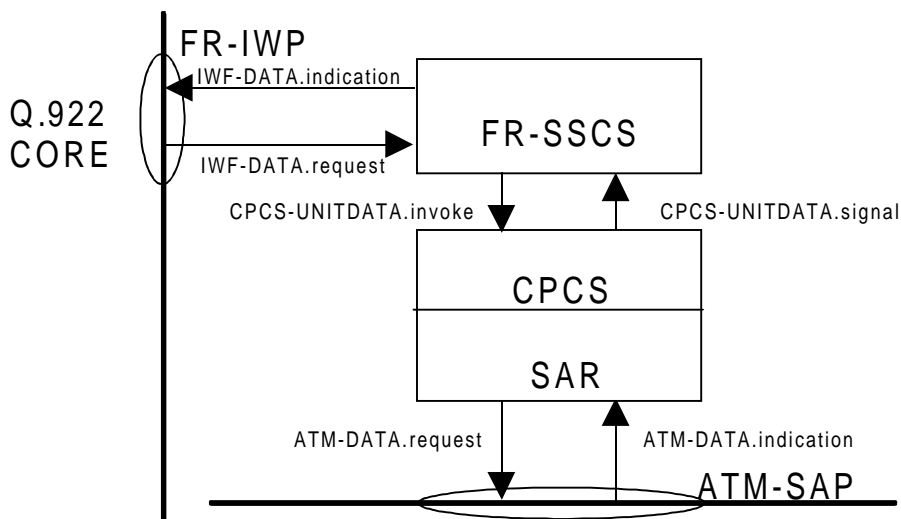 FR-IWP
IWF-DATA.indication
Q.922
CORE
FR-SSCS
IWF-DATA.request
CPCS-UNITDATA.invoke
CPCS-UNITDATA.signal
CPCS
SAR
ATM-DATA.request
ATM-DATA.indication
ATM-SAP